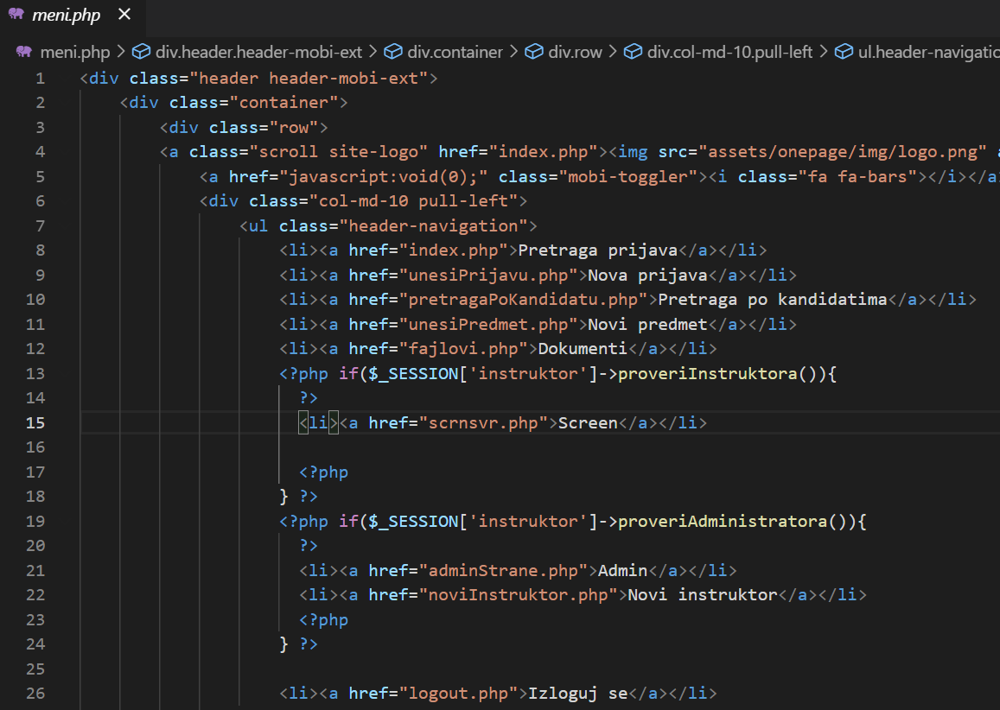 meni.php
meni.php > div.header.header-mobi-ext > div.container > div.row > div.col-md-10.pull-left > ul.header-navigatio
1 <div class="header header-mobi-ext">
2 <div class="container">
3 <div class="row">
4 <a class="scroll site-logo" href="index.php"><img src="assets/onepage/img/logo.png" a
5 <a href="javascript:void(0);" class="mobi-toggler"><i class="fa fa-bars"></i></a
6 <div class="col-md-10 pull-left">
7 <ul class="header-navigation">
8 <li><a href="index.php">Pretraga prijava</a></li>
9 <li><a href="unesiPrijavu.php">Nova prijava</a></li>
10 <li><a href="pretragaPoKandidatu.php">Pretraga po kandidatima</a></li>
11 <li><a href="unesiPredmet.php">Novi predmet</a></li>
12 <li><a href="fajlovi.php">Dokumenti</a></li>
13 <?php if($_SESSION['instruktor']->proveriInstruktora()){
14 ?>
15 <li><a href="scrnsvr.php">Screen</a></li>
16
17 <?php
18 } ?>
19 <?php if($_SESSION['instruktor']->proveriAdministratora()){
20 ?>
21 <li><a href="adminStrane.php">Admin</a></li>
22 <li><a href="noviInstruktor.php">Novi instruktor</a></li>
23 <?php
24 } ?>
25
26 <li><a href="logout.php">Izloguj se</a></li>